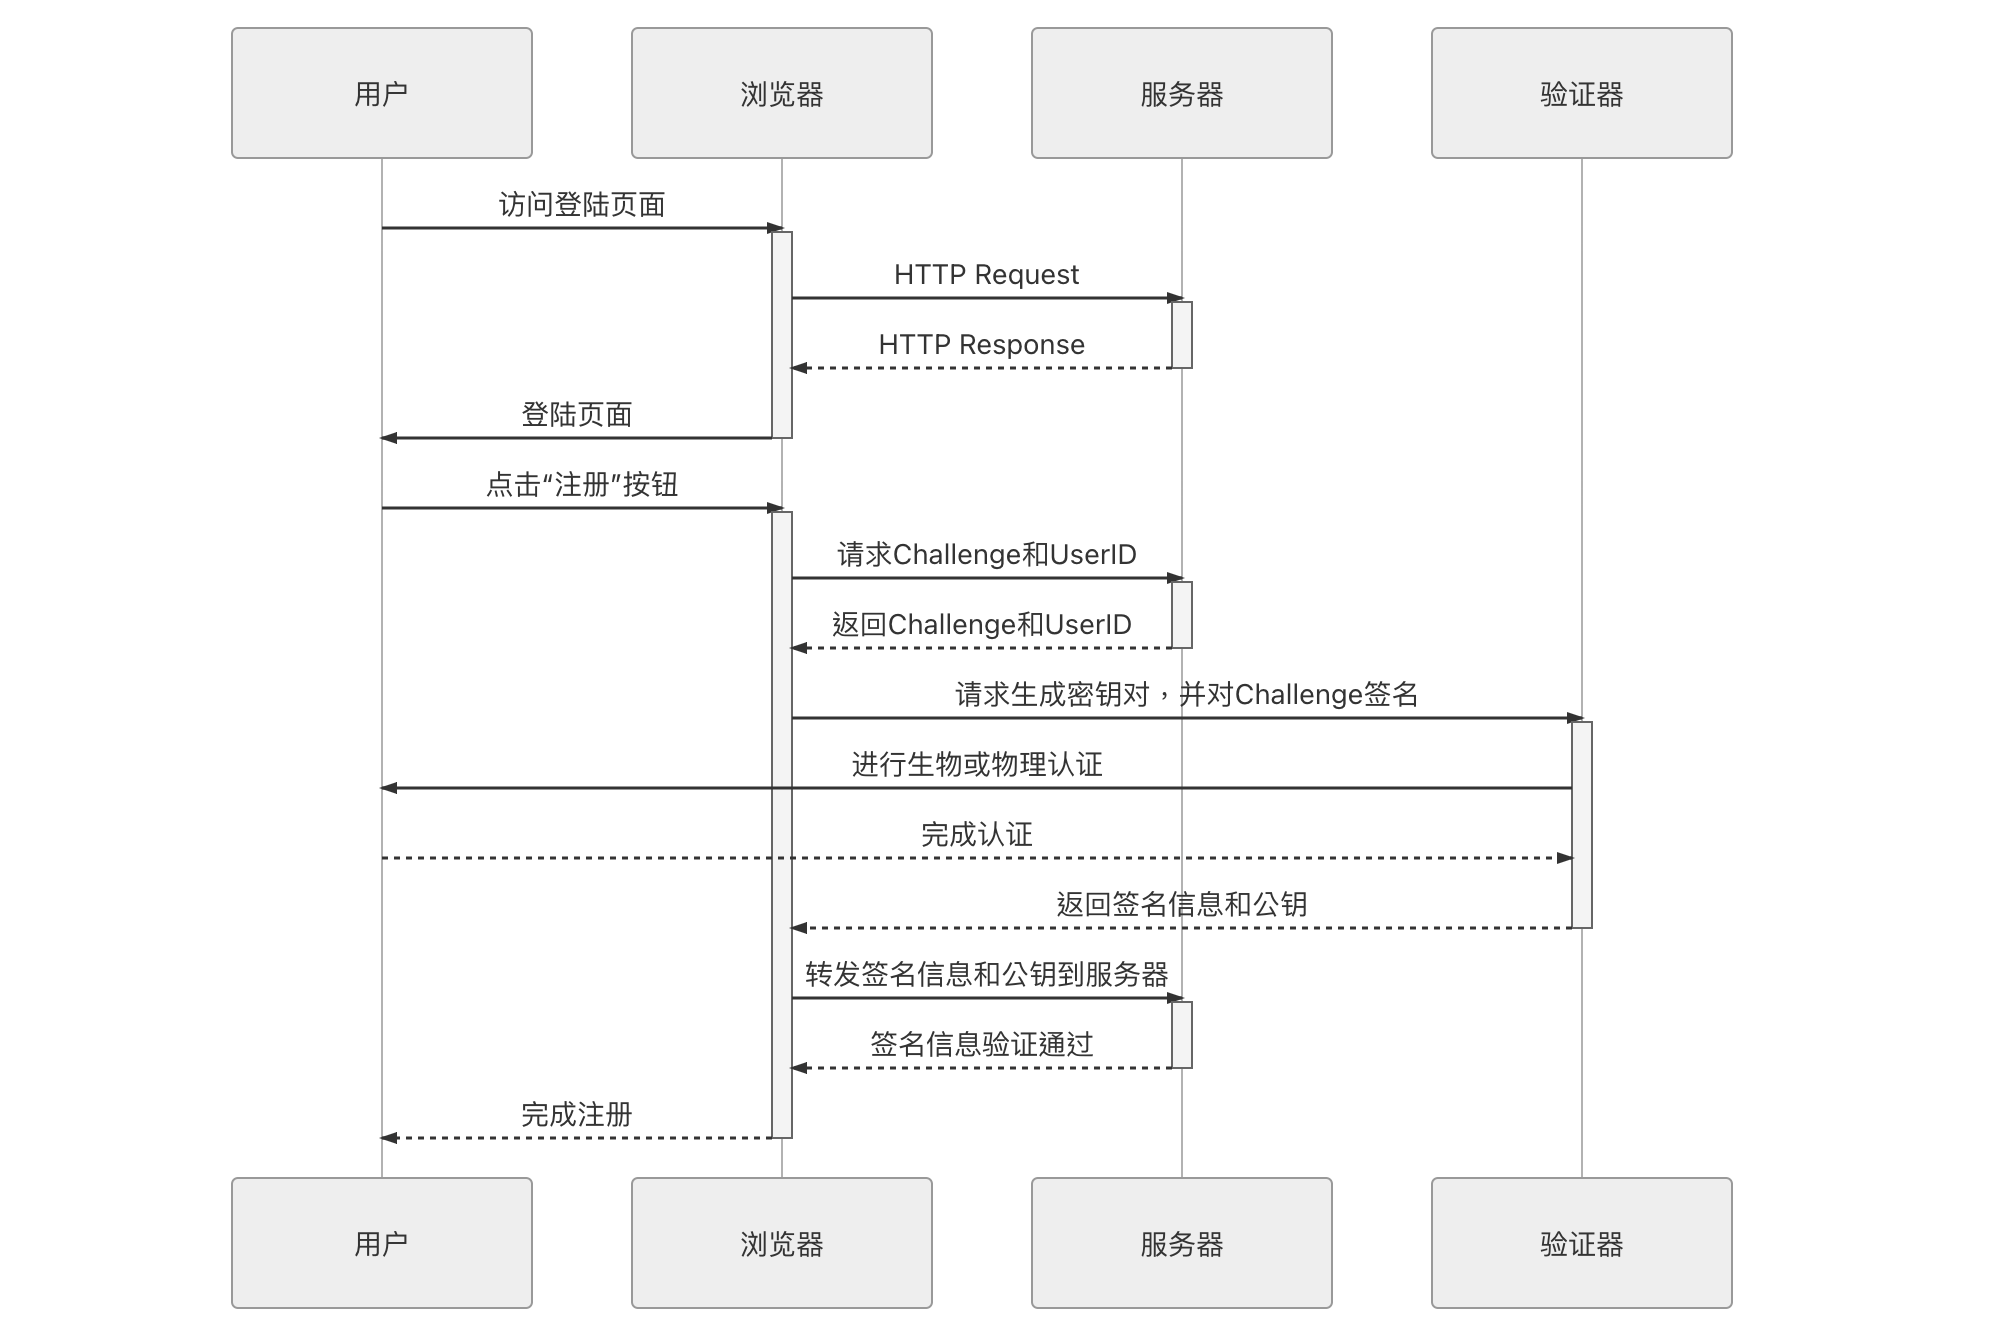 用户
浏览器
服务器
验证器
访问登陆页面
HTTP Request
HTTP Response
登陆页面
点击“注册”按钮
请求Challenge和UserID
返回Challenge和UserID
请求生成密钥对，并对Challenge签名
进行生物或物理认证
完成认证
返回签名信息和公钥
转发签名信息和公钥到服务器
签名信息验证通过
完成注册
用户
浏览器
服务器
验证器